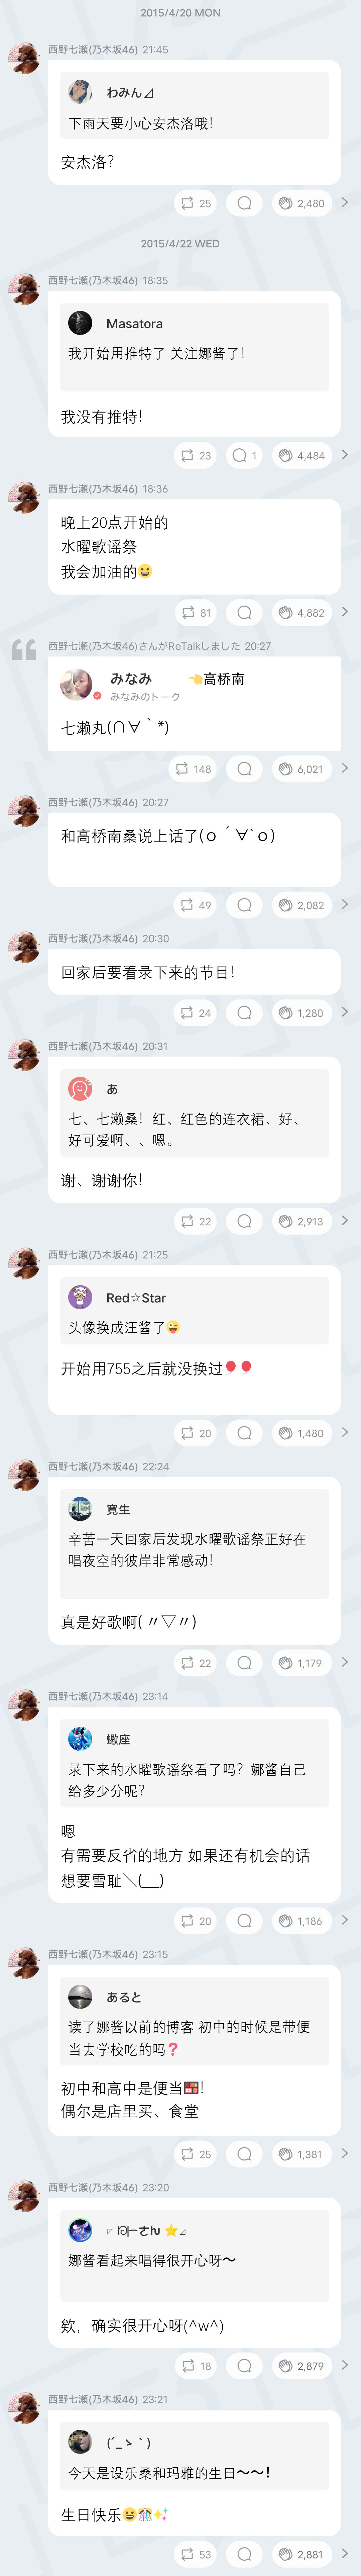 2015/4/20 MON
西野七瀬(乃木坂46) 21:45
わみん⊿
下雨天要小心安杰洛哦!
安杰洛?
25 2,480
2015/4/22 WED
西野七瀬(乃木坂46) 18:35
Masatora
我开始用推特了 关注娜酱了!
我没有推特!
23 1 4,484
西野七瀬(乃木坂46) 18:36
晚上20点开始的
水曜歌谣祭
我会加油的😀
81 4,882
西野七瀬(乃木坂46)さんがReTalkしました 20:27
みなみ 👈高桥南
みなみのトーク
七濑丸(∩∀｀*)
148 6,021
西野七瀬(乃木坂46) 20:27
和高桥南桑说上话了(ｏ´∀`ｏ)
49 2,082
西野七瀬(乃木坂46) 20:30
回家后要看录下来的节目!
24 1,280
西野七瀬(乃木坂46) 20:31
あ
七、七濑桑! 红、红色的连衣裙、好、
好可爱啊、、嗯。
谢、谢谢你!
22 2,913
西野七瀬(乃木坂46) 21:25
Red☆Star
头像换成汪酱了😜
开始用755之后就没换过🎈🎈
20 1,480
西野七瀬(乃木坂46) 22:24
寛生
辛苦一天回家后发现水曜歌谣祭正好在
唱夜空的彼岸非常感动!
真是好歌啊(〃▽〃)
22 1,179
西野七瀬(乃木坂46) 23:14
蠍座
录下来的水曜歌谣祭看了吗? 娜酱自己
给多少分呢?
嗯
有需要反省的地方 如果还有机会的话
想要雪耻＼(__)
20 1,186
西野七瀬(乃木坂46) 23:15
あると
读了娜酱以前的博客 初中的时候是带便
当去学校吃的吗❓
初中和高中是便当🍱!
偶尔是店里买、食堂
25 1,381
西野七瀬(乃木坂46) 23:20
娜酱看起来唱得很开心呀〜
欸, 确实很开心呀(^w^)
18 2,879
西野七瀬(乃木坂46) 23:21
(´_ゝ｀)
今天是设乐桑和玛雅的生日〜〜!
生日快乐😀🎊✨
53 2,881